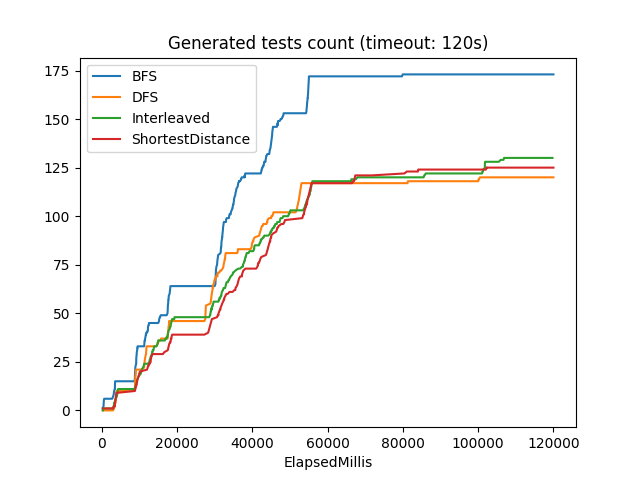 Generated tests count (timeout: 120s)
175
150
125
100
75
50
25
0
BFS
DFS
Interleaved
ShortestDistance
0 20000 40000 60000 80000 100000 120000
ElapsedMillis